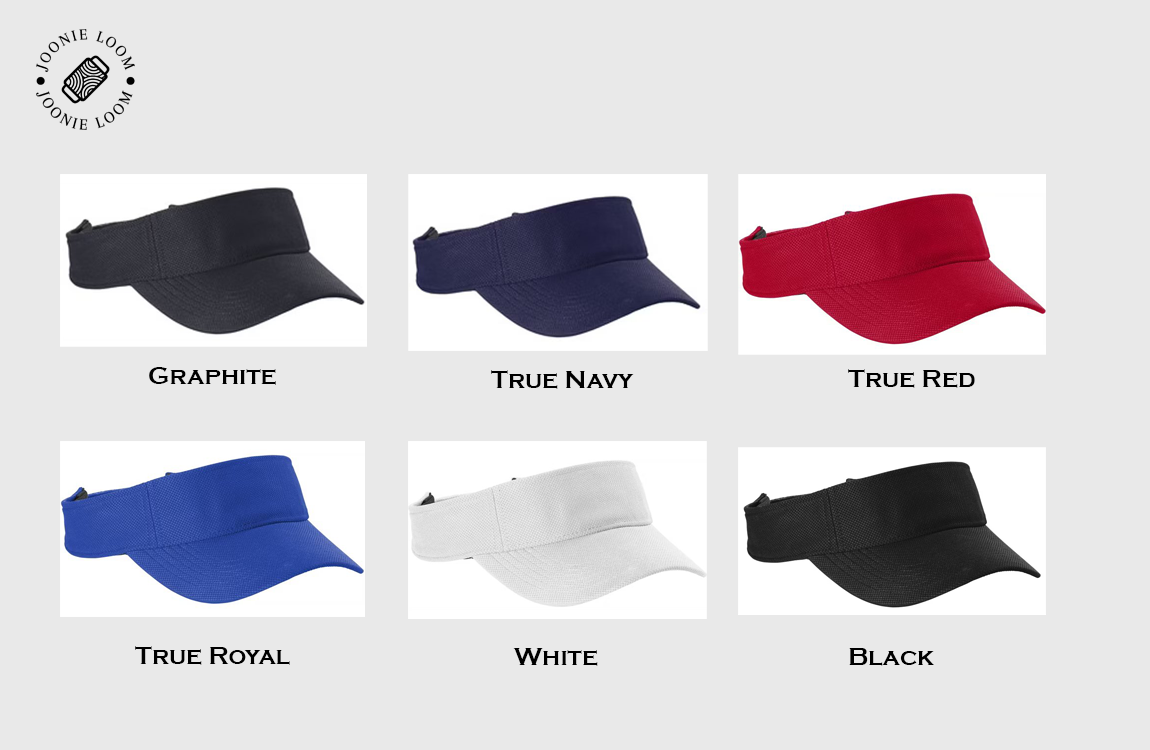 JOONIE LOOM
JOONIE LOOM
GRAPHITE
TRUE NAVY
TRUE RED
TRUE ROYAL
WHITE
BLACK